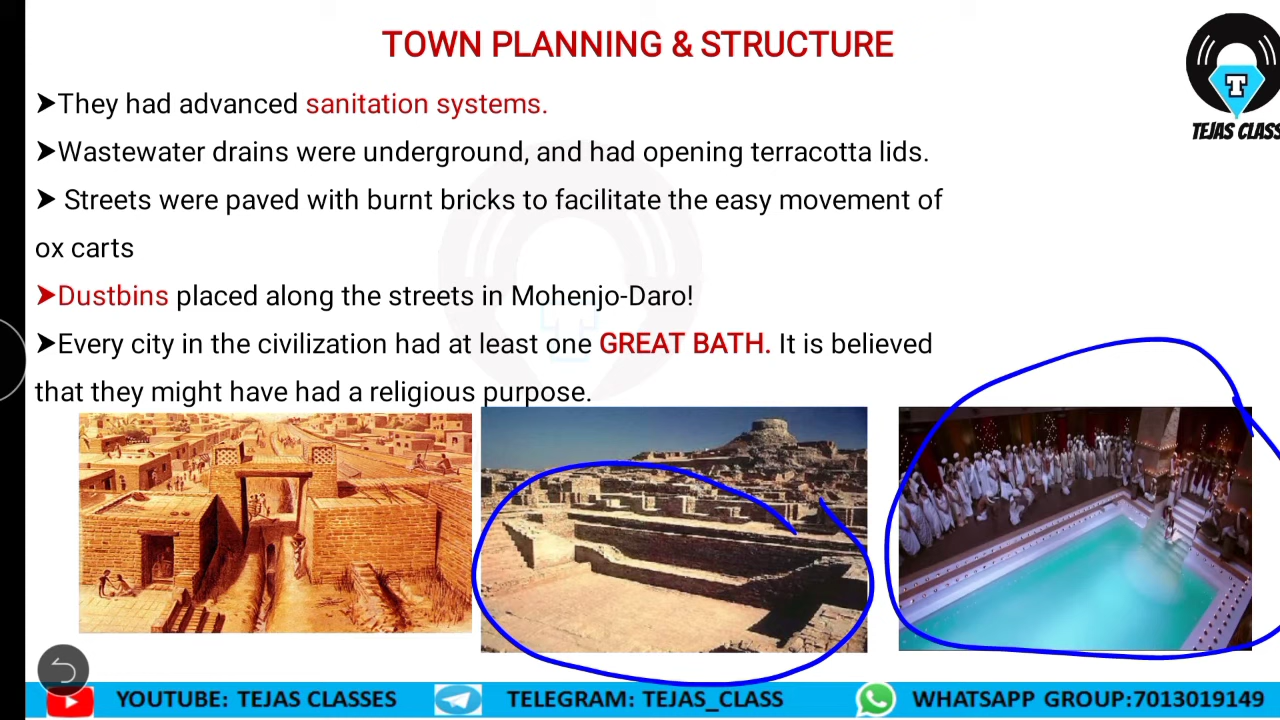 TOWN PLANNING & STRUCTURE
T
TEJAS CLASS
➤They had advanced sanitation systems.
➤Wastewater drains were underground, and had opening terracotta lids.
➤ Streets were paved with burnt bricks to facilitate the easy movement of
ox carts
➤Dustbins placed along the streets in Mohenjo-Daro!
➤Every city in the civilization had at least one GREAT BATH. It is believed
that they might have had a religious purpose.
YOUTUBE: TEJAS CLASSES TELEGRAM: TEJAS_CLASS WHATSAPP GROUP:7013019149